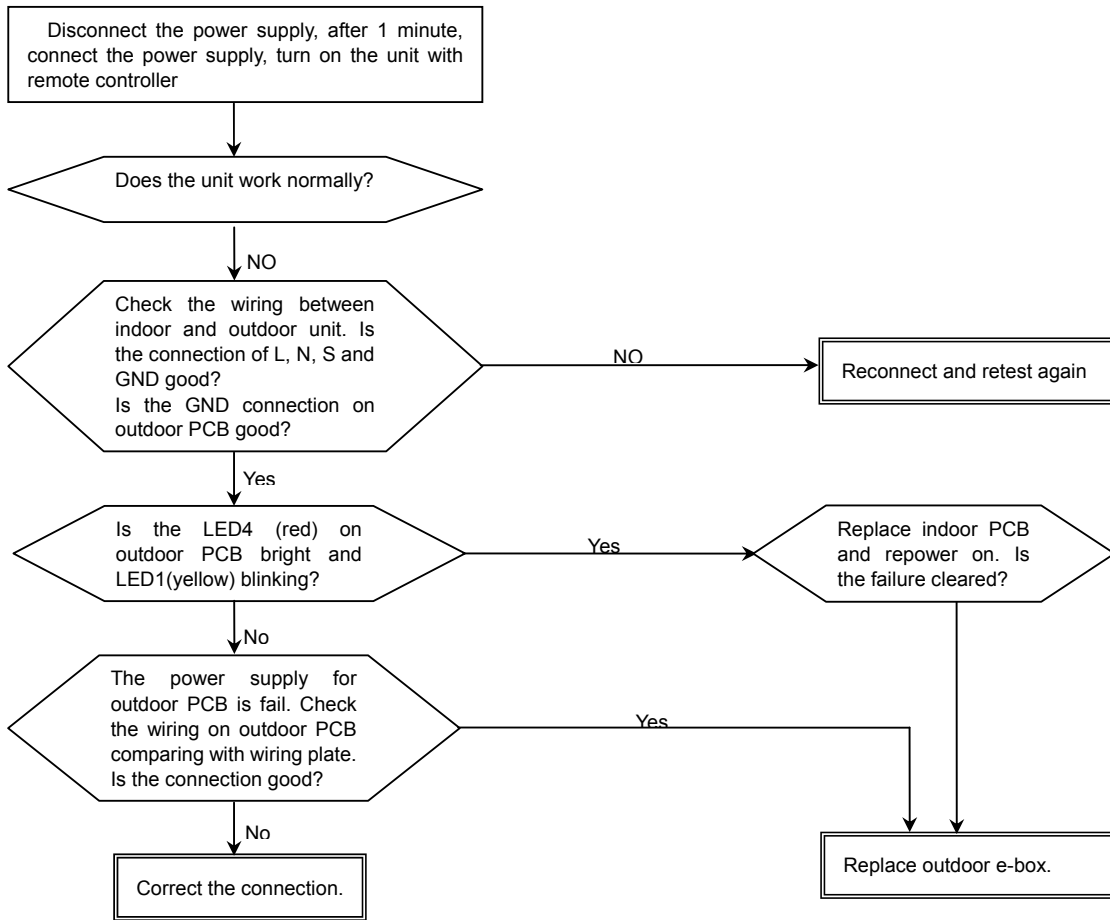 Disconnect the power supply, after 1 minute,
connect the power supply, turn on the unit with
remote controller
Does the unit work normally?
NO
Check the wiring between
indoor and outdoor unit. Is
the connection of L, N, S and
GND good?
Is the GND connection on
outdoor PCB good?
NO
Reconnect and retest again
Yes
Is the LED4 (red) on
outdoor PCB bright and
LED1(yellow) blinking?
Yes
Replace indoor PCB
and repower on. Is
the failure cleared?
No
The power supply for
outdoor PCB is fail. Check
the wiring on outdoor PCB
comparing with wiring plate.
Is the connection good?
Yes
No
Correct the connection.
Replace outdoor e-box.